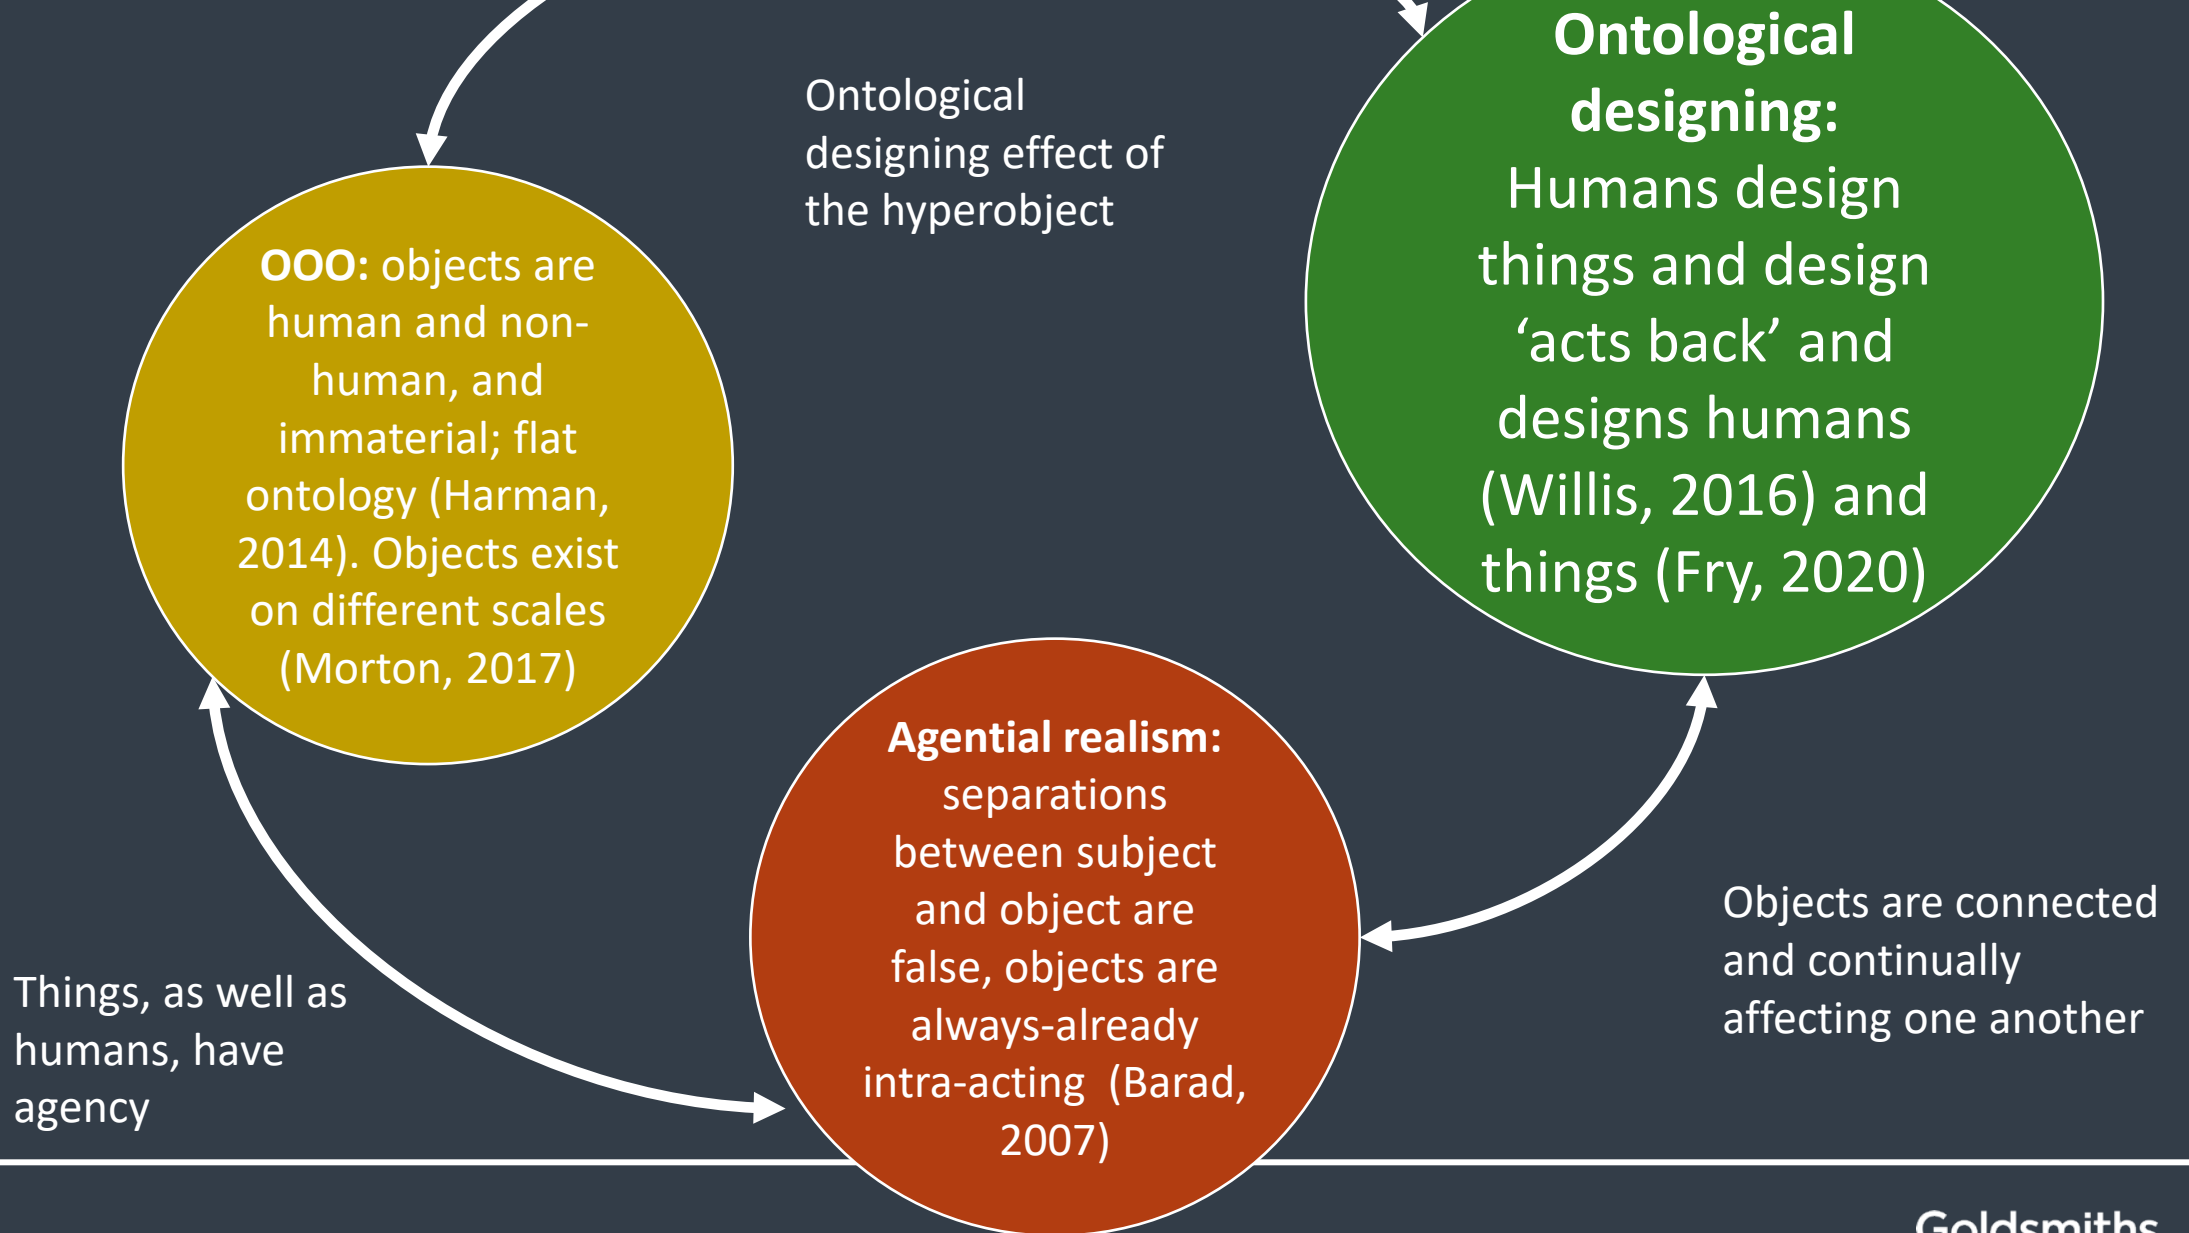 Ontological
designing:
Humans design
things and design
‘acts back’ and
designs humans
(Willis, 2016) and
things (Fry, 2020)
Ontological
designing effect of
the hyperobject
OOO: objects are
human and non-
human, and
immaterial; flat
ontology (Harman,
2014). Objects exist
on different scales
(Morton, 2017)
Agential realism:
separations
between subject
and object are
false, objects are
always-already
intra-acting (Barad,
2007)
Objects are connected
and continually
affecting one another
Things, as well as
humans, have
agency
Goldsmiths